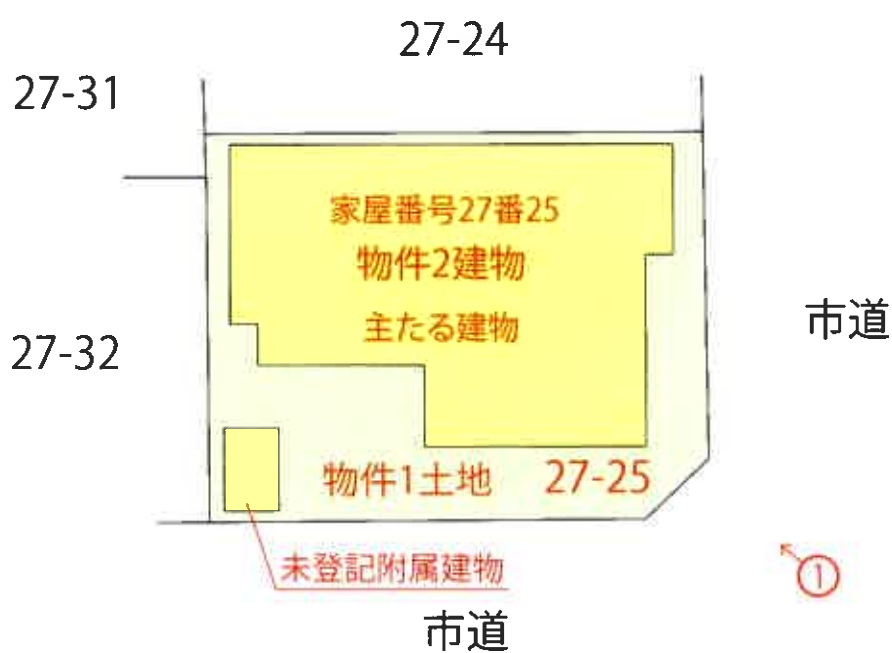 27-24
27-31
家屋番号27番25
物件2建物
主たる建物
市道
27-32
物件1土地 27-25
未登記附属建物
①
市道